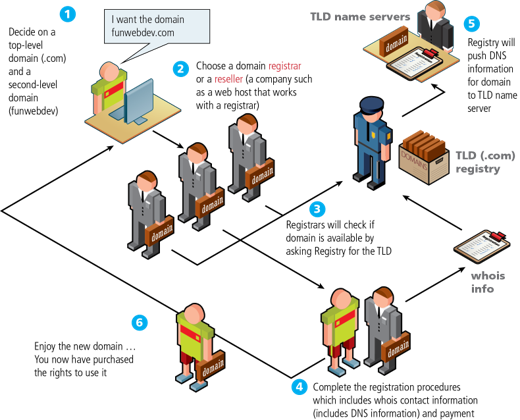 1
Decide on a
top-level
domain (.com)
and a
second-level
domain
(funwebdev)
I want the domain
funwebdev.com
2
Choose a domain registrar
or a reseller (a company such
as a web host that works
with a registrar)
domain
domain
domain
3
Registrars will check if
domain is available by
asking Registry for the TLD
TLD name servers
domain
5
Registry will
push DNS
information
for domain
to TLD name
server
DOMAINS
TLD (.com)
registry
whois
info
4
Complete the registration procedures
which includes whois contact information
(includes DNS information) and payment
domain
6
Enjoy the new domain …
You now have purchased
the rights to use it
domain